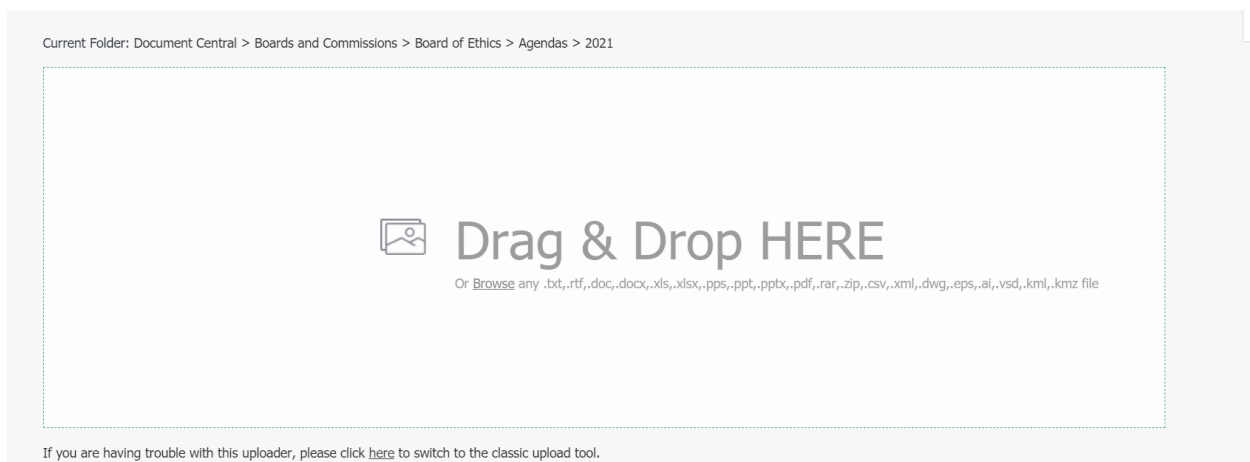 Current Folder: Document Central > Boards and Commissions > Board of Ethics > Agendas > 2021
Drag & Drop HERE
Or Browse any .txt,.rtf,.doc,.docx,.xls,.xlsx,.pps,.ppt,.pptx,.pdf,.rar,.zip,.csv,.xml,.dwg,.eps,.ai,.vsd,.kml,.kmz file
If you are having trouble with this uploader, please click here to switch to the classic upload tool.